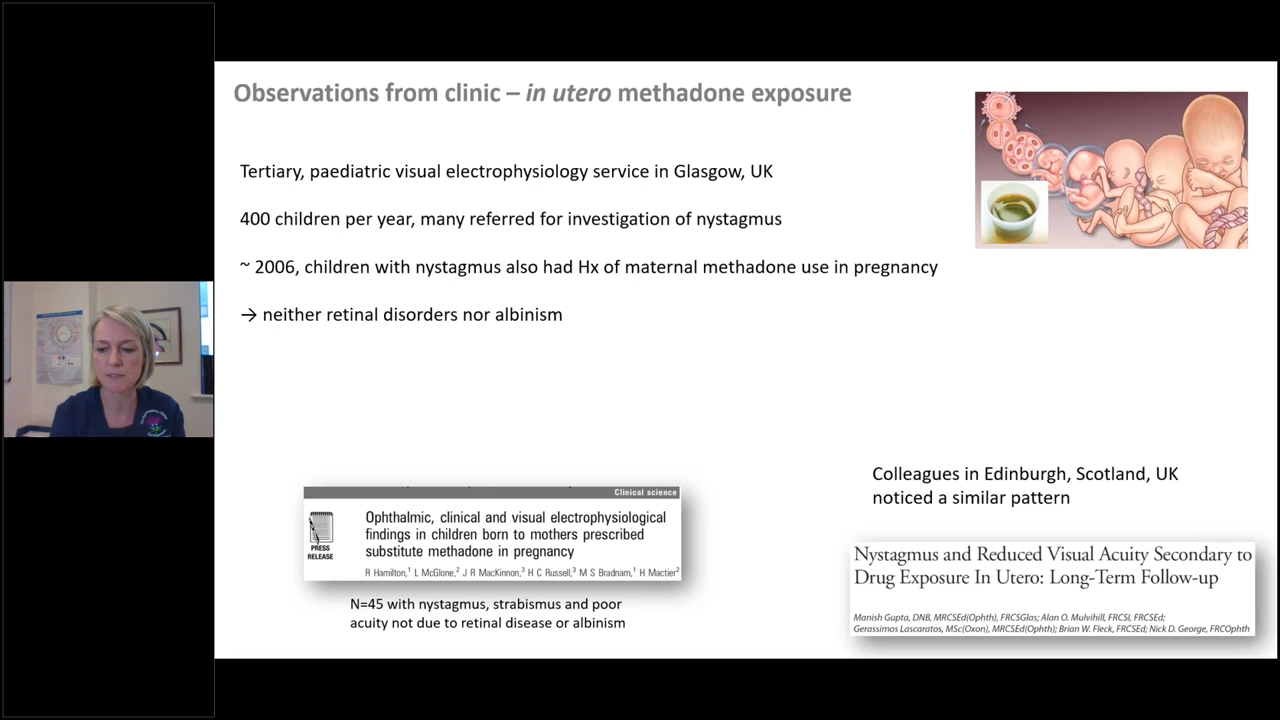 Observations from clinic – in utero methadone exposure
Tertiary, paediatric visual electrophysiology service in Glasgow, UK
400 children per year, many referred for investigation of nystagmus
~ 2006, children with nystagmus also had Hx of maternal methadone use in pregnancy
→ neither retinal disorders nor albinism
Colleagues in Edinburgh, Scotland, UK
noticed a similar pattern
Clinical science
PRESS
RELEASE
Ophthalmic, clinical and visual electrophysiological
findings in children born to mothers prescribed
substitute methadone in pregnancy
R Hamilton,1 L McGlone,2 J R MacKinnon,3 H C Russell,3 M S Bradnam,1 H Mactier2
N=45 with nystagmus, strabismus and poor
acuity not due to retinal disease or albinism
Nystagmus and Reduced Visual Acuity Secondary to
Drug Exposure In Utero: Long-Term Follow-up
Manish Gupta, DNB, MRCSEd(Ophth), FRCSGlas; Alan O. Mulvihill, FRCSI, FRCSEd;
Gerassimos Lascaratos, MSc(Oxon), MRCSEd(Ophth); Brian W. Fleck, FRCSEd; Nick D. George, FRCOphth